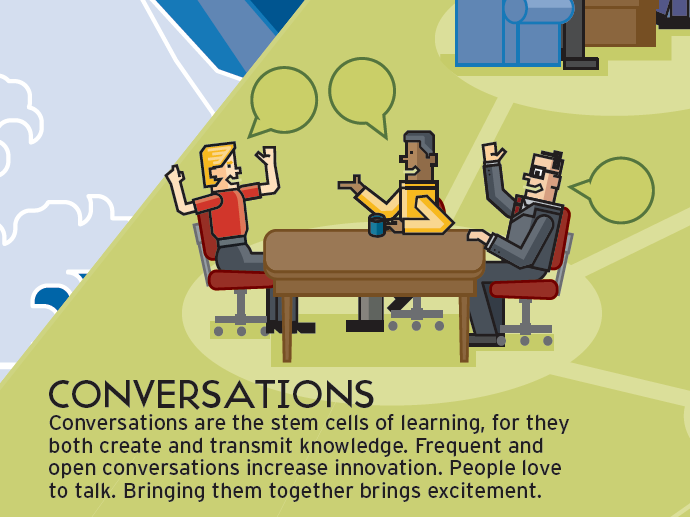 CONVERSATIONS
Conversations are the stem cells of learning, for they
both create and transmit knowledge. Frequent and
open conversations increase innovation. People love
to talk. Bringing them together brings excitement.